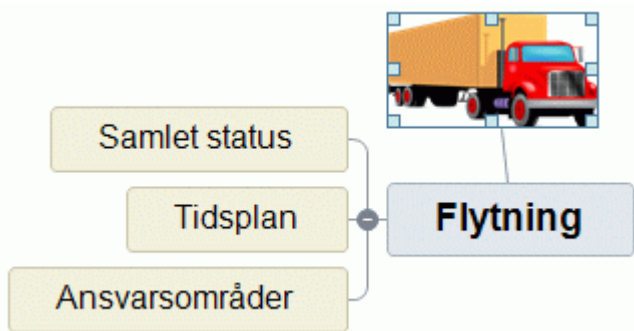 Samlet status
Tidsplan
Flytning
Ansvarsområder